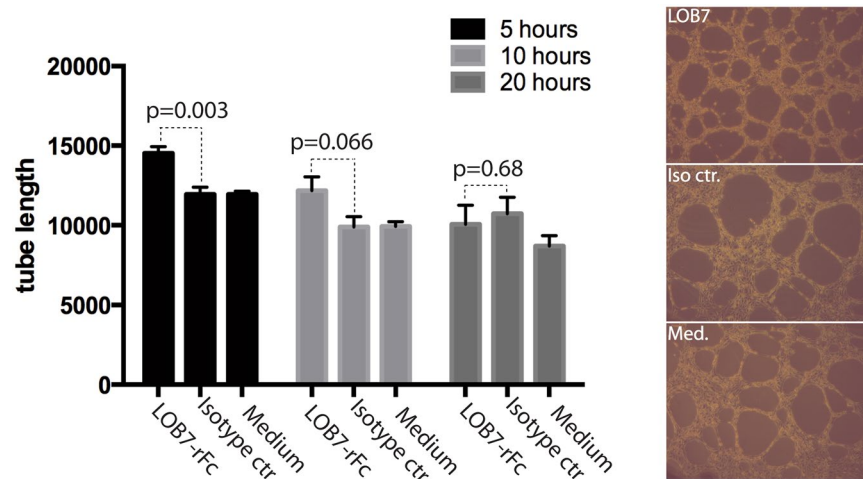 5 hours
10 hours
20 hours
20000
15000
10000
5000
0
tube length
p=0.003
p=0.066
p=0.68
LOB7-rFc
Isotype ctr
Medium
LOB7-rFc
Isotype ctr
Medium
LOB7-rFc
Isotype ctr
Medium
LOB7
Iso ctr.
Med.